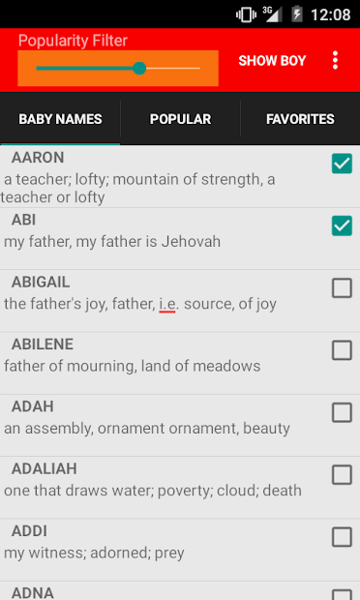 3G 12:08
Popularity Filter
SHOW BOY
BABY NAMES POPULAR FAVORITES
AARON
a teacher; lofty; mountain of strength, a
teacher or lofty
ABI
my father, my father is Jehovah
ABIGAIL
the father's joy, father, i.e. source, of joy
ABILENE
father of mourning, land of meadows
ADAH
an assembly, ornament ornament, beauty
ADALIAH
one that draws water; poverty; cloud; death
ADDI
my witness; adorned; prey
ADNA